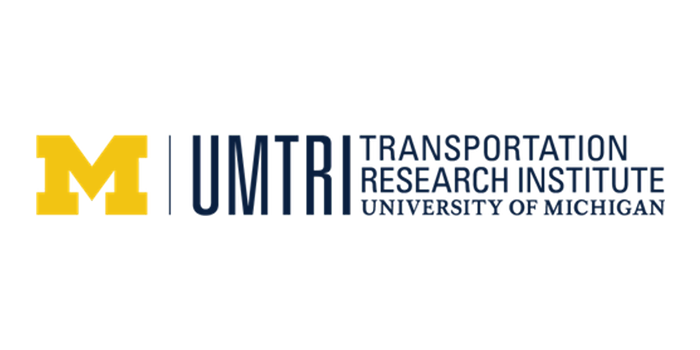 M
UMTRI
TRANSPORTATION
RESEARCH INSTITUTE
UNIVERSITY OF MICHIGAN